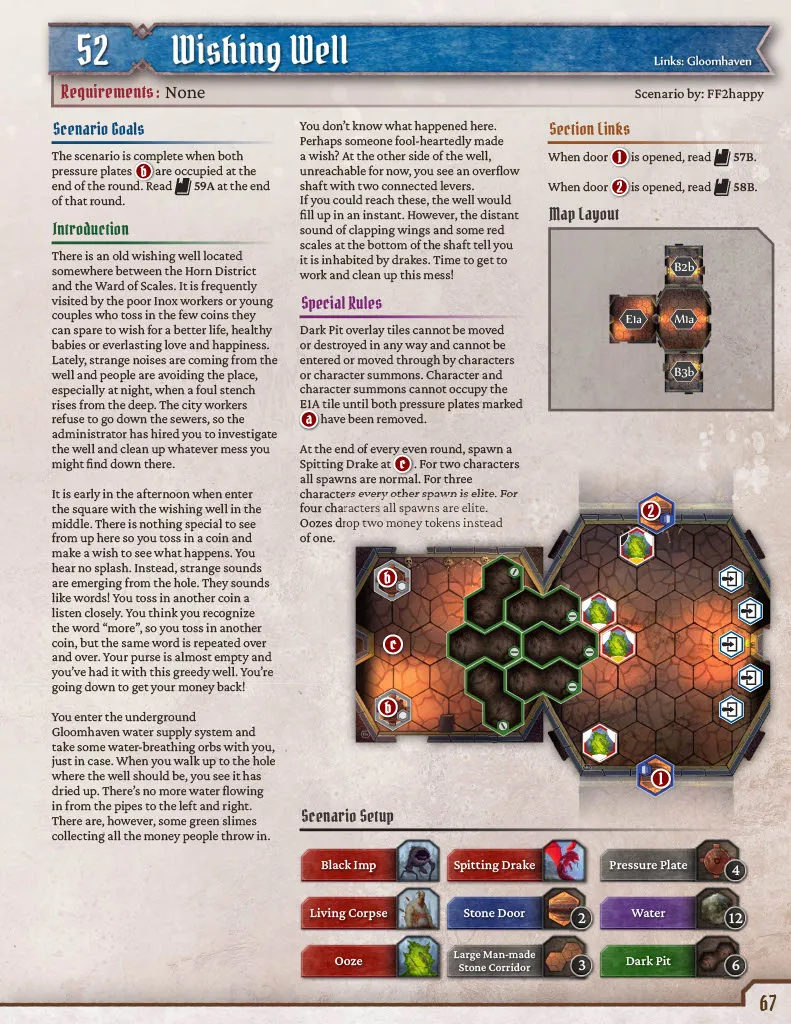 52 Wishing Well
Links: Gloomhaven
Requirements: None
Scenario by: FF2happy
Scenario Goals
The scenario is complete when both
pressure plates b are occupied at the
end of the round. Read 59A at the end
of that round.
Introduction
There is an old wishing well located
somewhere between the Horn District
and the Ward of Scales. It is frequently
visited by the poor Inox workers or young
couples who toss in the few coins they
can spare to wish for a better life, healthy
babies or everlasting love and happiness.
Lately, strange noises are coming from the
well and people are avoiding the place,
especially at night, when a foul stench
rises from the deep. The city workers
refuse to go down the sewers, so the
administrator has hired you to investigate
the well and clean up whatever mess you
might find down there.
It is early in the afternoon when enter
the square with the wishing well in the
middle. There is nothing special to see
from up here so you toss in a coin and
make a wish to see what happens. You
hear no splash. Instead, strange sounds
are emerging from the hole. They sounds
like words! You toss in another coin a
listen closely. You think you recognize
the word “more”, so you toss in another
coin, but the same word is repeated over
and over. Your purse is almost empty and
you’ve had it with this greedy well. You’re
going down to get your money back!
You enter the underground
Gloomhaven water supply system and
take some water-breathing orbs with you,
just in case. When you walk up to the hole
where the well should be, you see it has
dried up. There’s no more water flowing
in from the pipes to the left and right.
There are, however, some green slimes
collecting all the money people throw in.
You don’t know what happened here.
Perhaps someone fool-heartedly made
a wish? At the other side of the well,
unreachable for now, you see an overflow
shaft with two connected levers.
If you could reach these, the well would
fill up in an instant. However, the distant
sound of clapping wings and some red
scales at the bottom of the shaft tell you
it is inhabited by drakes. Time to get to
work and clean up this mess!
Special Rules
Dark Pit overlay tiles cannot be moved
or destroyed in any way and cannot be
entered or moved through by characters
or character summons. Character and
character summons cannot occupy the
E1A tile until both pressure plates marked
a have been removed.
At the end of every even round, spawn a
Spitting Drake at c. For two characters
all spawns are normal. For three
characters every other spawn is elite. For
four characters all spawns are elite.
Oozes drop two money tokens instead
of one.
Section Links
When door 1 is opened, read 57B.
When door 2 is opened, read 58B.
Map Layout
B2b
E1a
M1a
B3b
2
b
c
b
1
Scenario Setup
Black Imp
Spitting Drake
Pressure Plate 4
Living Corpse
Stone Door 2
Water 12
Ooze
Large Man-made
Stone Corridor 3
Dark Pit 6
67